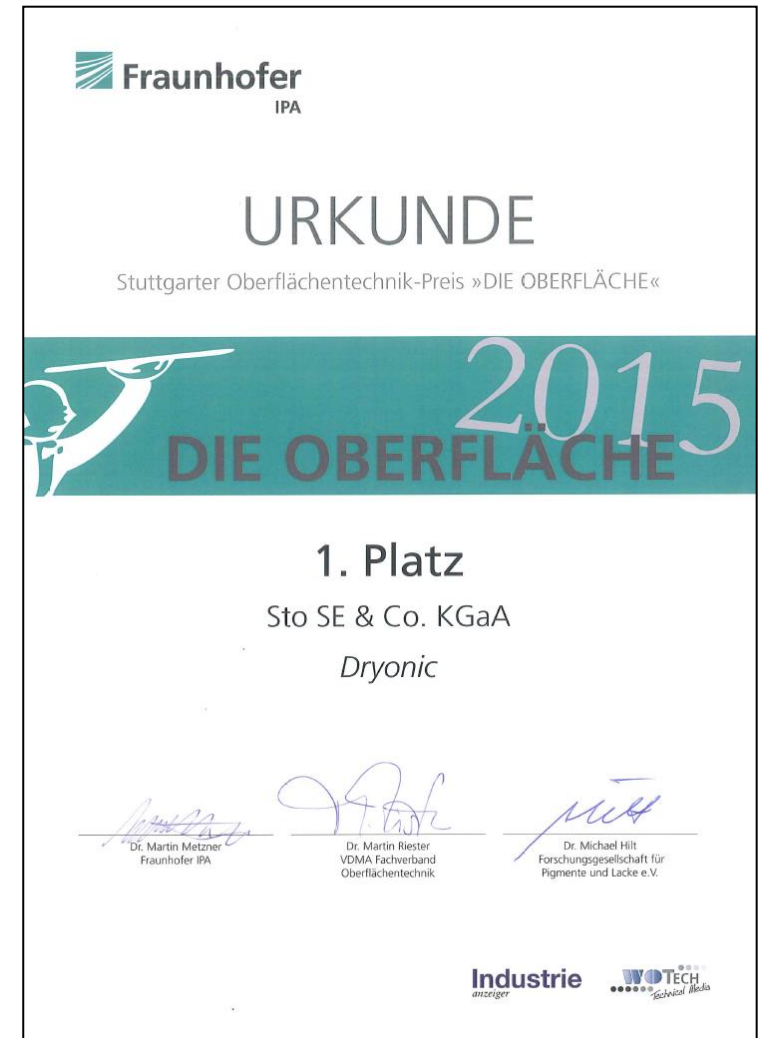 Fraunhofer
IPA
URKUNDE
Stuttgarter Oberflächentechnik-Preis »DIE OBERFLÄCHE«
2015
DIE OBERFLÄCHE
1. Platz
Sto SE & Co. KGaA
Dryonic
Dr. Martin Metzner
Fraunhofer IPA
Dr. Martin Riester
VDMA Fachverband
Oberflächentechnik
Dr. Michael Hilt
Forschungsgesellschaft für
Pigmente und Lacke e.V.
Industrie
anzeiger
WOTECH
Technical Media